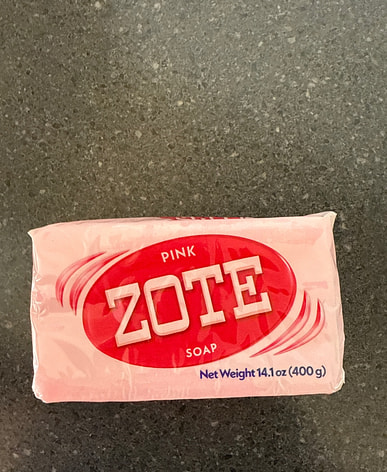 PINK
ZOTE
SOAP
Net Weight 14.1 oz (400 g)